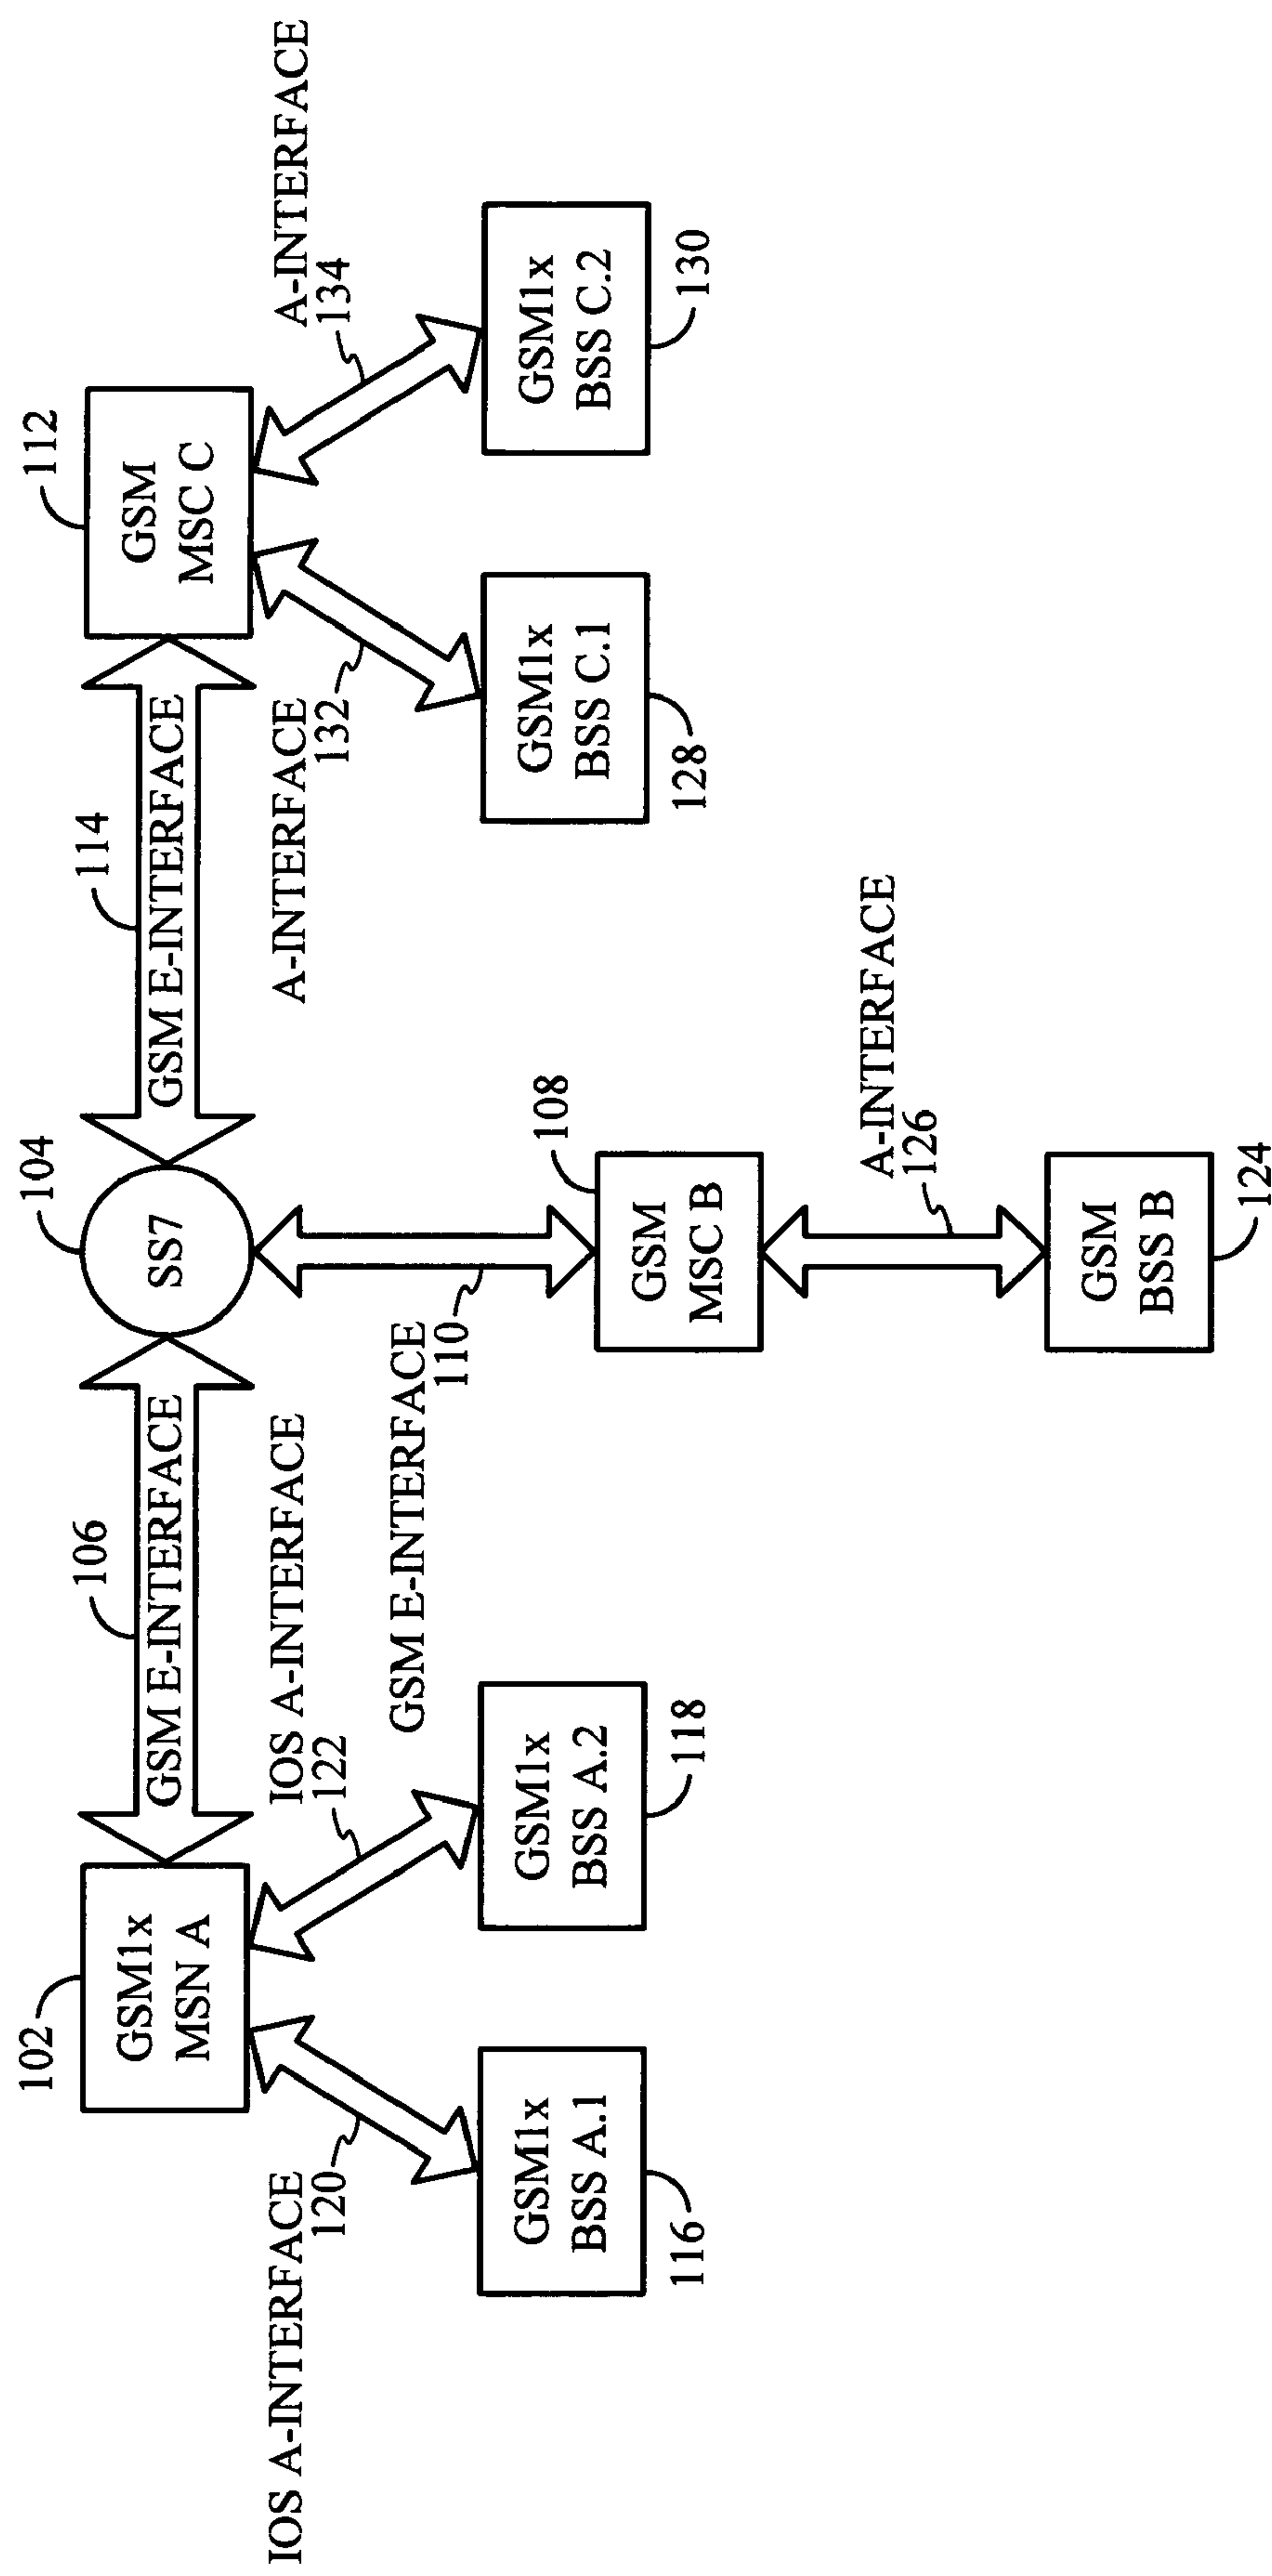 104
102
106
114
112
GSM1x
MSN A
GSM E-INTERFACE
SS7
GSM E-INTERFACE
GSM
MSC C
IOS A-INTERFACE
120
IOS A-INTERFACE
122
A-INTERFACE
132
A-INTERFACE
134
GSM E-INTERFACE
110
108
GSM1x
BSS A.1
GSM1x
BSS A.2
GSM
MSC B
GSM1x
BSS C.1
GSM1x
BSS C.2
116
118
128
130
A-INTERFACE
126
GSM
BSS B
124